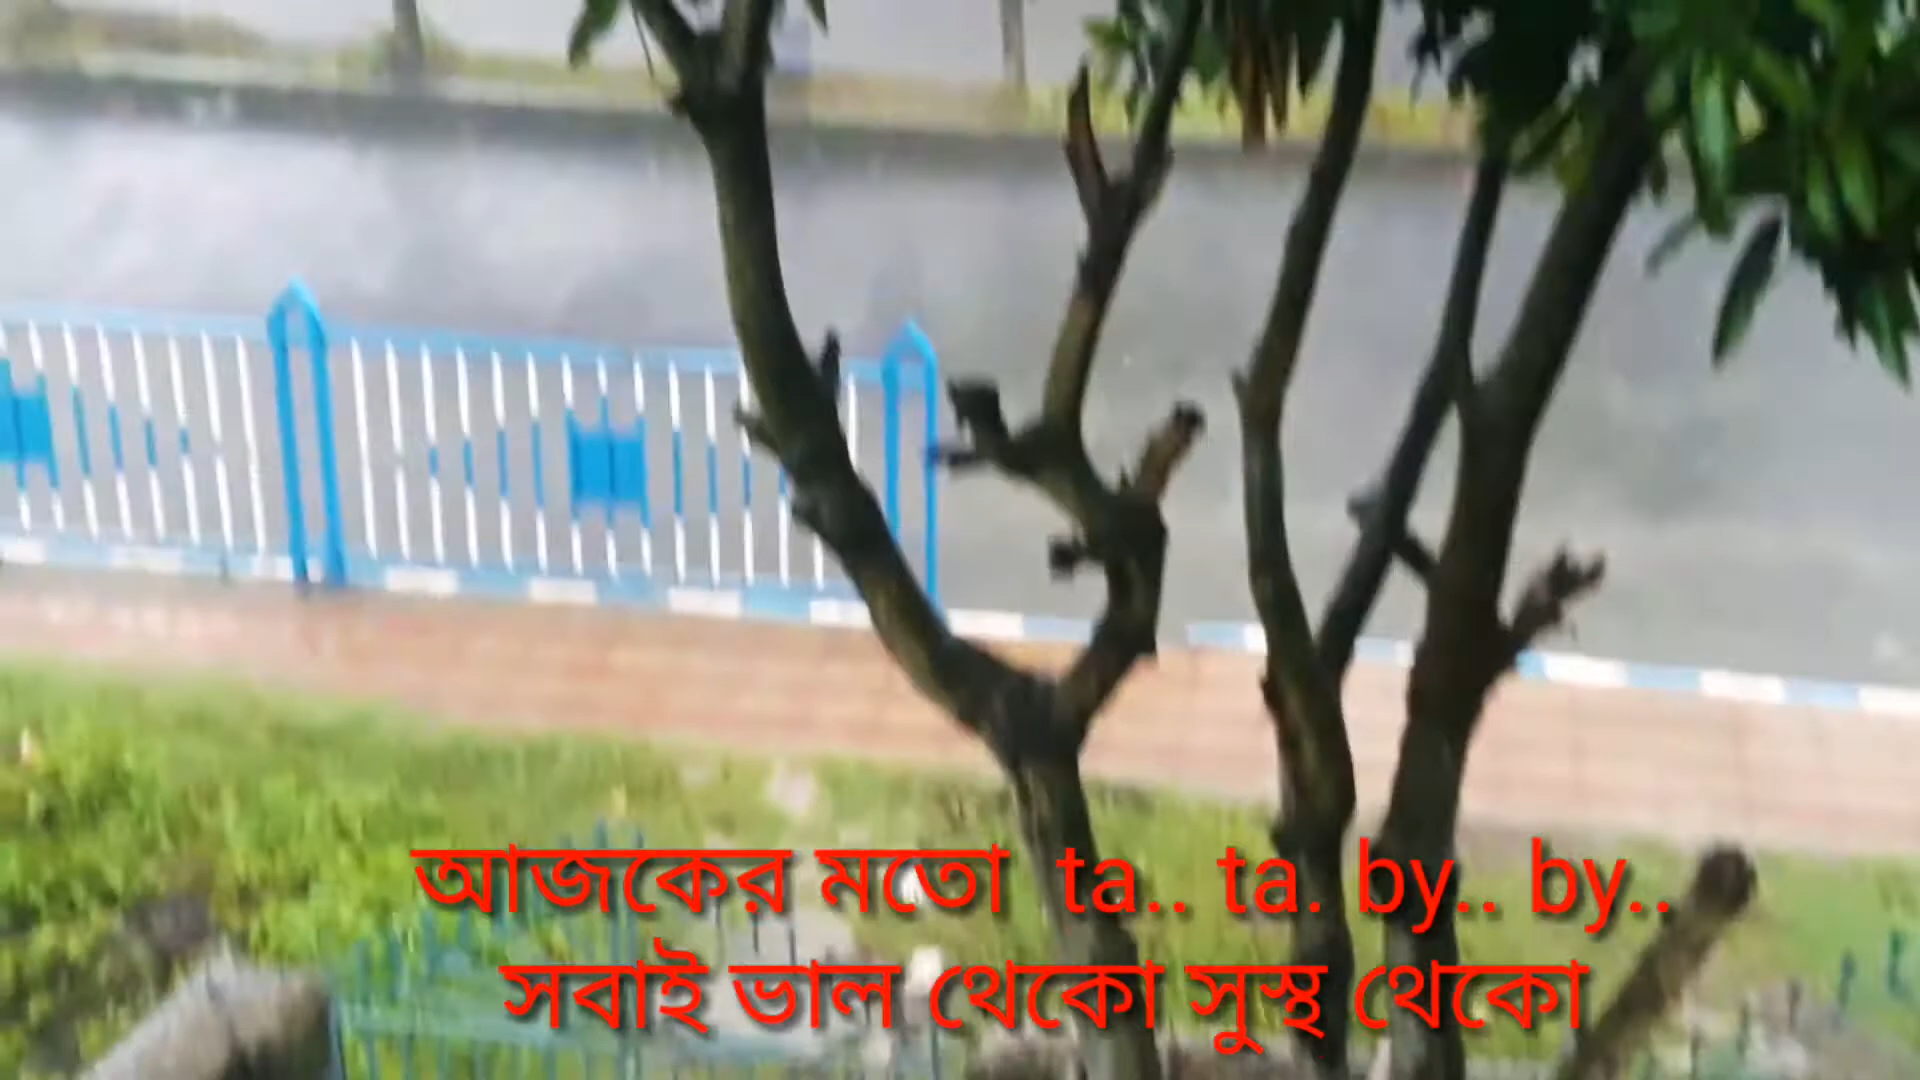 আজকের মতো ta.. ta. by.. by..
সবাই ভাল থেকো সুস্থ থেকো